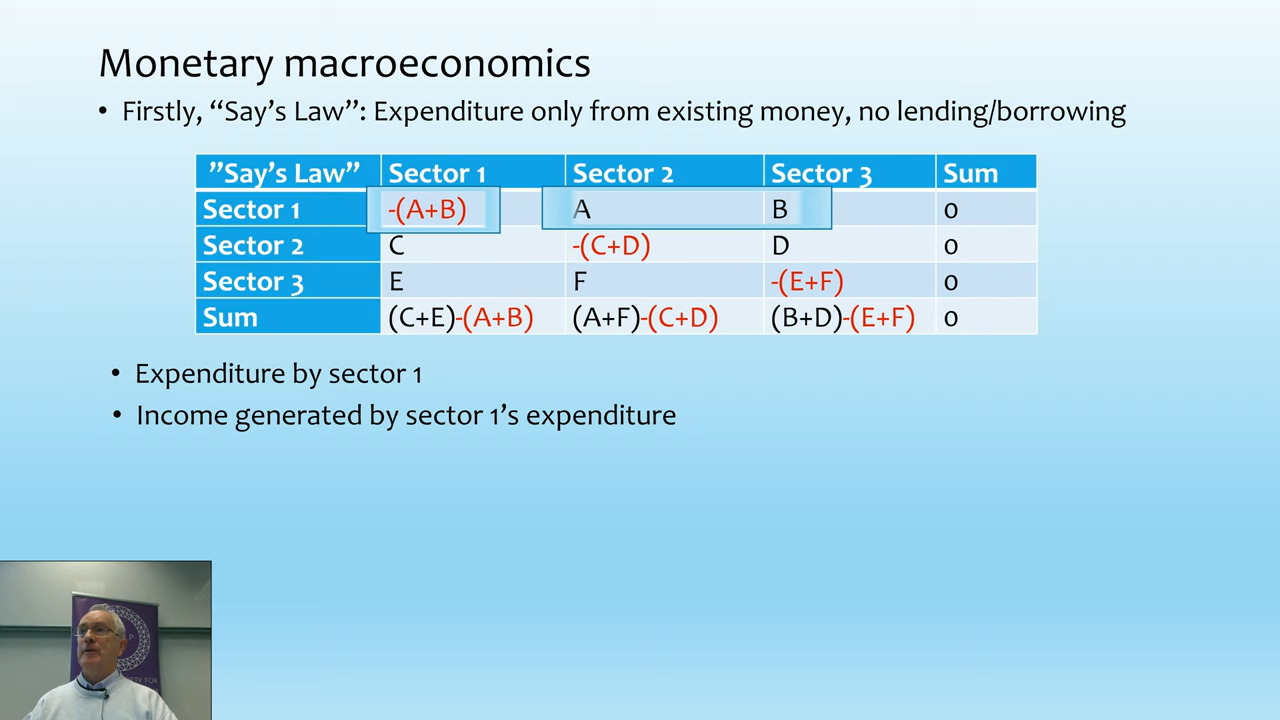 Monetary macroeconomics
• Firstly, “Say’s Law”: Expenditure only from existing money, no lending/borrowing
”Say’s Law” Sector 1 Sector 2 Sector 3 Sum
Sector 1 -(A+B) A B 0
Sector 2 C -(C+D) D 0
Sector 3 E F -(E+F) 0
Sum (C+E)-(A+B) (A+F)-(C+D) (B+D)-(E+F) 0
• Expenditure by sector 1
• Income generated by sector 1’s expenditure